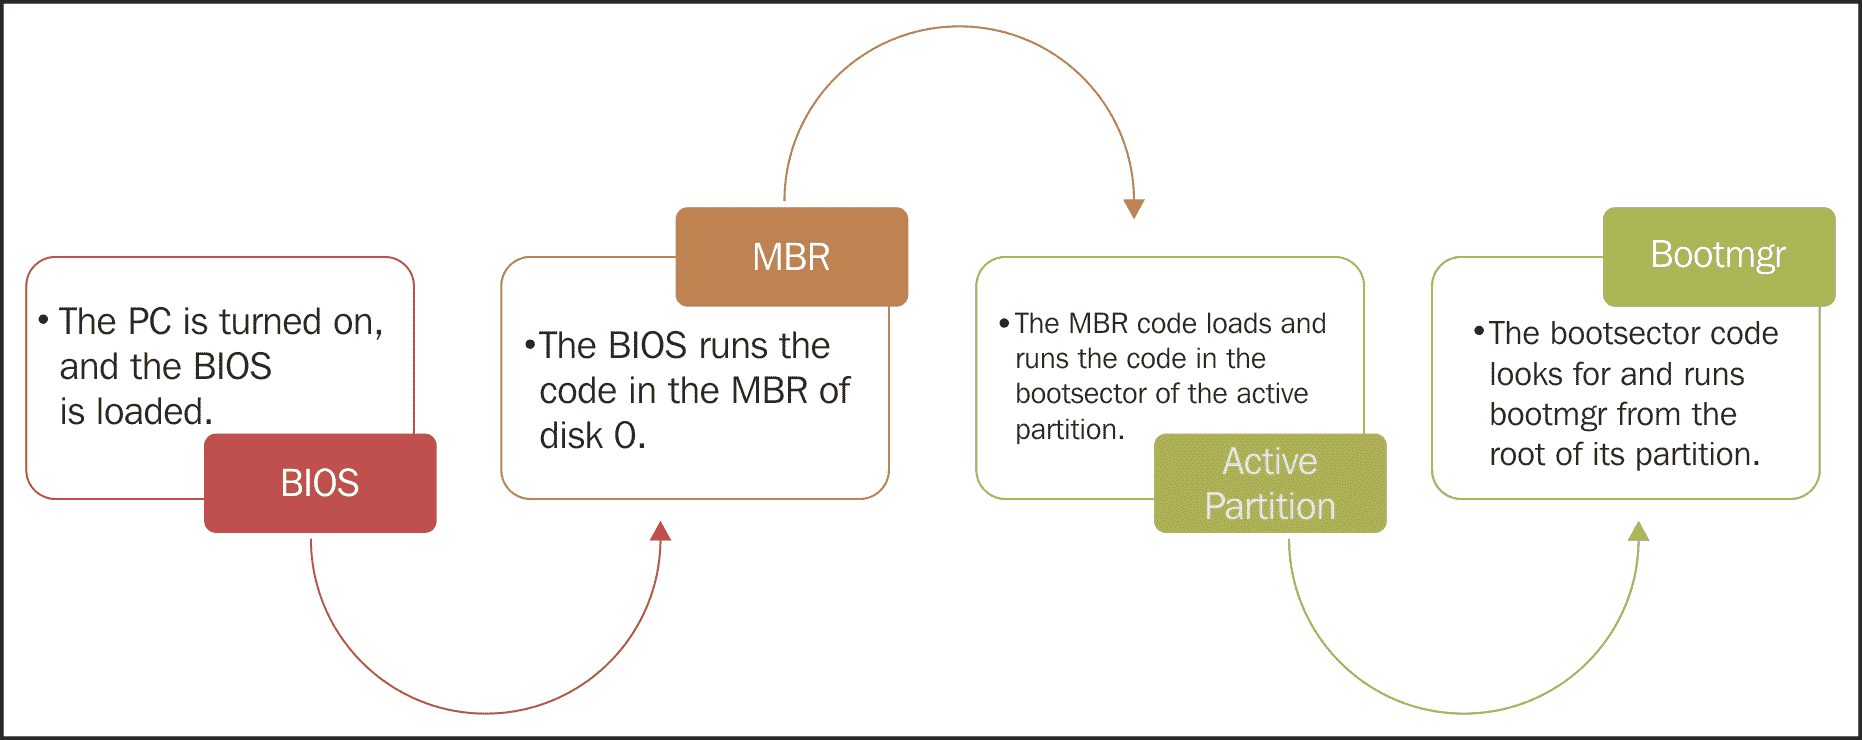 • The PC is turned on,
and the BIOS
is loaded.
BIOS
MBR
•The BIOS runs the
code in the MBR of
disk 0.
•The MBR code loads and
runs the code in the
bootsector of the active
partition.
Active
Partition
Bootmgr
•The bootsector code
looks for and runs
bootmgr from the
root of its partition.